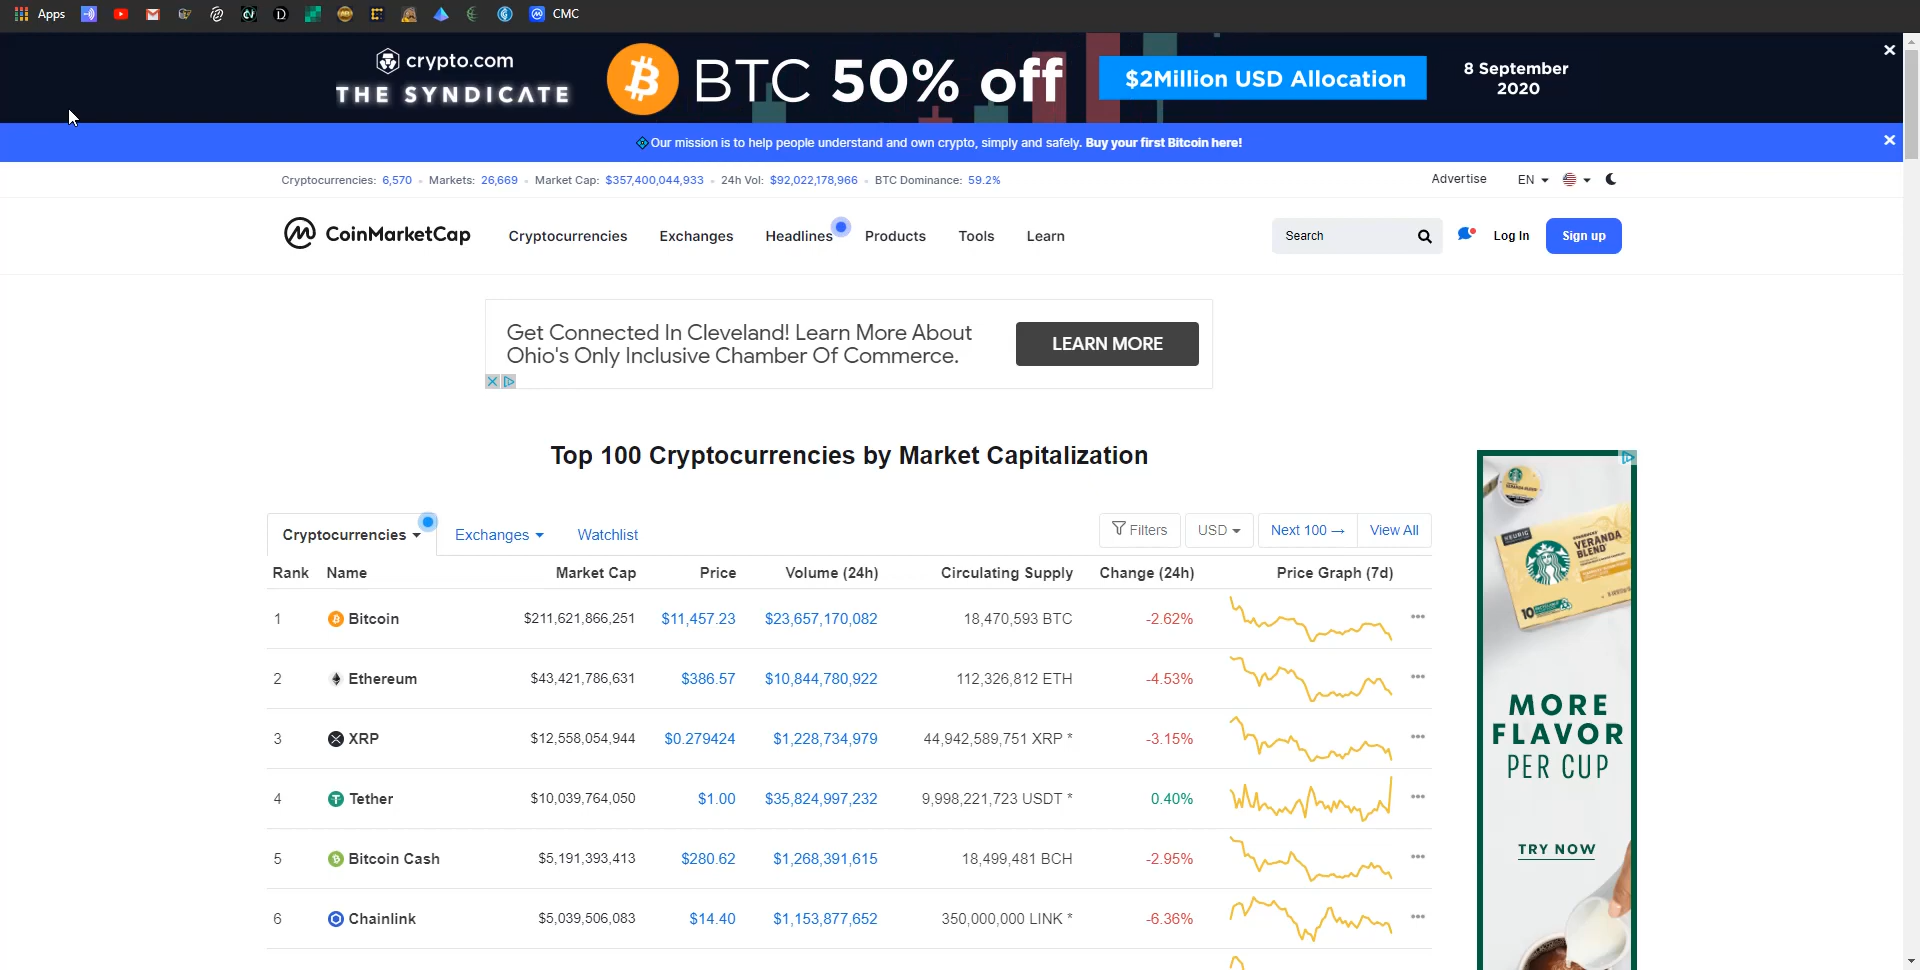 Apps CMC
crypto.com
THE SYNDICATE
BTC 50% off
$2Million USD Allocation
8 September
2020
Our mission is to help people understand and own crypto, simply and safely. Buy your first Bitcoin here!
Cryptocurrencies: 6,570 Markets: 26,669 Market Cap: $357,400,044,933 24h Vol: $92,022,178,966 BTC Dominance: 59.2%
Advertise EN
CoinMarketCap Cryptocurrencies Exchanges Headlines Products Tools Learn Search Log In Sign up
Get Connected In Cleveland! Learn More About
Ohio's Only Inclusive Chamber Of Commerce.
LEARN MORE
Top 100 Cryptocurrencies by Market Capitalization
Cryptocurrencies Exchanges Watchlist Filters USD Next 100 → View All
Rank Name Market Cap Price Volume (24h) Circulating Supply Change (24h) Price Graph (7d)
1 Bitcoin $211,621,866,251 $11,457.23 $23,657,170,082 18,470,593 BTC -2.62%
2 Ethereum $43,421,786,631 $386.57 $10,844,780,922 112,326,812 ETH -4.53%
3 XRP $12,558,054,944 $0.279424 $1,228,734,979 44,942,589,751 XRP * -3.15%
4 Tether $10,039,764,050 $1.00 $35,824,997,232 9,998,221,723 USDT * 0.40%
5 Bitcoin Cash $5,191,393,413 $280.62 $1,268,391,615 18,499,481 BCH -2.95%
6 Chainlink $5,039,506,083 $14.40 $1,153,877,652 350,000,000 LINK * -6.36%
KEURIG
VERANDA
BLEND
10
MORE
FLAVOR
PER CUP
TRY NOW